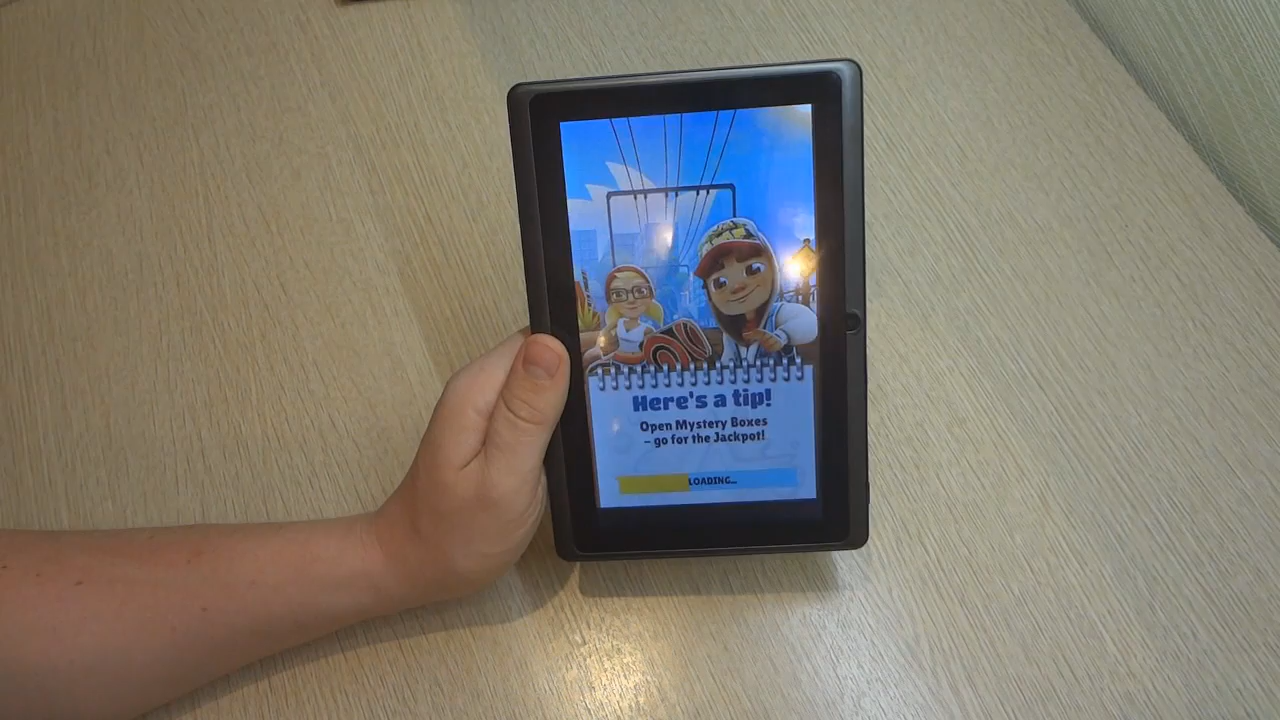 Here's a tip!
Open Mystery Boxes
– go for the Jackpot!
LOADING...